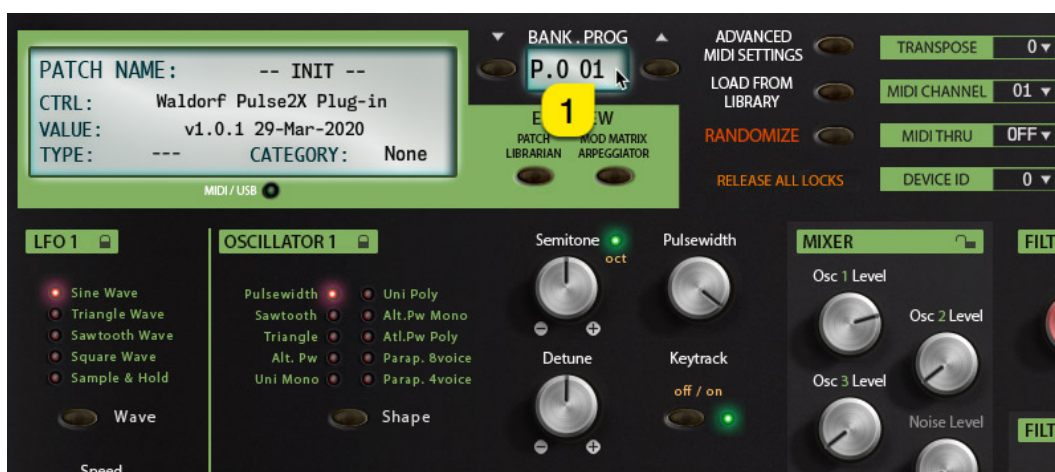 PATCH NAME: -- INIT --
CTRL: Waldorf Pulse2X Plug-in
VALUE: v1.0.1 29-Mar-2020
TYPE: --- CATEGORY: None
MIDI / USB
BANK . PROG
P.0 01
1
PATCH LIBRARIAN
MOD MATRIX ARPEGGIATOR
ADVANCED
MIDI SETTINGS
LOAD FROM
LIBRARY
RANDOMIZE
RELEASE ALL LOCKS
TRANSPOSE 0
MIDI CHANNEL 01
MIDI THRU OFF
DEVICE ID 0
LFO 1
Sine Wave
Triangle Wave
Sawtooth Wave
Square Wave
Sample & Hold
Wave
Speed
OSCILLATOR 1
Pulsewidth Uni Poly
Sawtooth Alt.Pw Mono
Triangle Atl.Pw Poly
Alt. Pw Parap. 8voice
Uni Mono Parap. 4voice
Shape
Semitone
oct
Pulsewidth
Detune
Keytrack
off / on
MIXER
Osc 1 Level
Osc 2 Level
Osc 3 Level
Noise Level
FILT
FILT